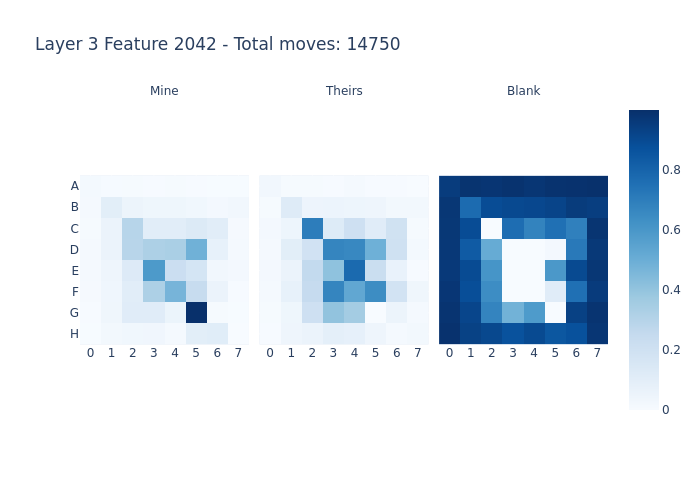 Layer 3 Feature 2042 - Total moves: 14750
Mine Theirs Blank
A
B
C
D
E
F
G
H
0 1 2 3 4 5 6 7 0 1 2 3 4 5 6 7 0 1 2 3 4 5 6 7
0.8
0.6
0.4
0.2
0